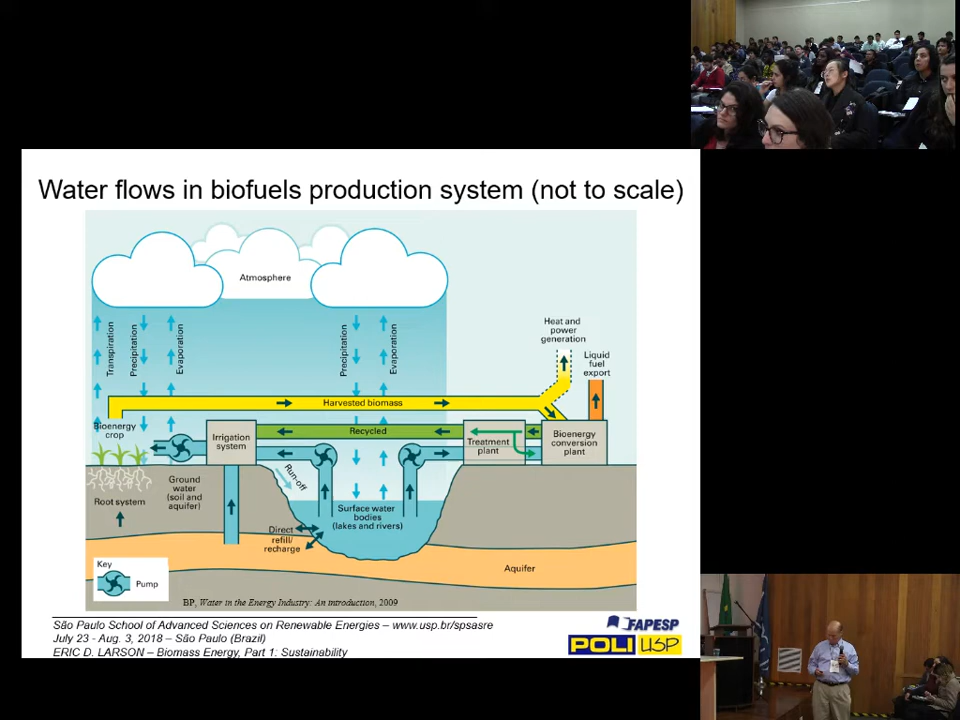 Water flows in biofuels production system (not to scale)
Atmosphere
Transpiration
Precipitation
Evaporation
Precipitation
Evaporation
Heat and
power
generation
Liquid
fuel
export
Harvested biomass
Bioenergy
crop
Recycled
Irrigation
system
Treatment
plant
Bioenergy
conversion
plant
Run-off
Root system
Ground
water
(soil and
aquifer)
Surface water
bodies
(lakes and rivers)
Direct
refill/
recharge
Aquifer
Key
Pump
BP, Water in the Energy Industry: An introduction, 2009
São Paulo School of Advanced Sciences on Renewable Energies – www.usp.br/spsasre
July 23 - Aug. 3, 2018 – São Paulo (Brazil)
ERIC D. LARSON – Biomass Energy, Part 1: Sustainability
FAPESP
POLI USP